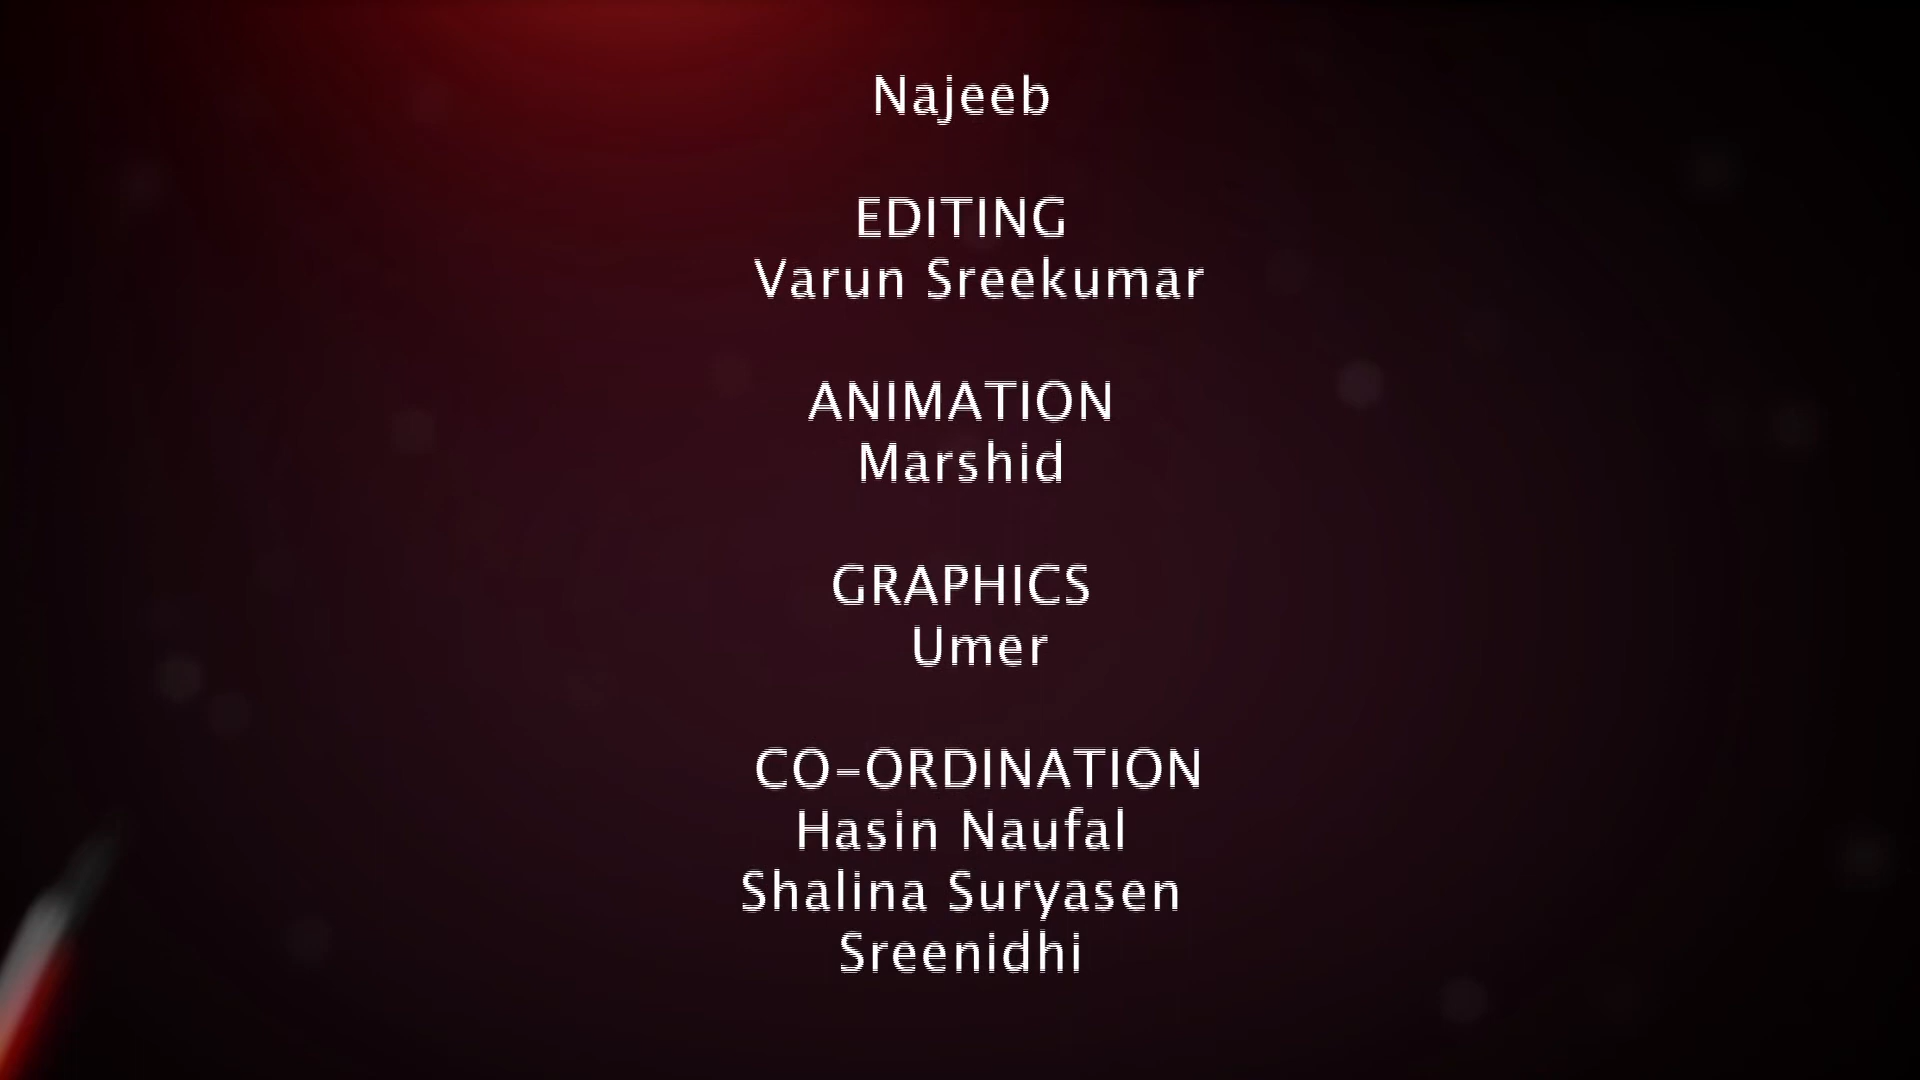 Najeeb
EDITING
Varun Sreekumar
ANIMATION
Marshid
GRAPHICS
Umer
CO-ORDINATION
Hasin Naufal
Shalina Suryasen
Sreenidhi